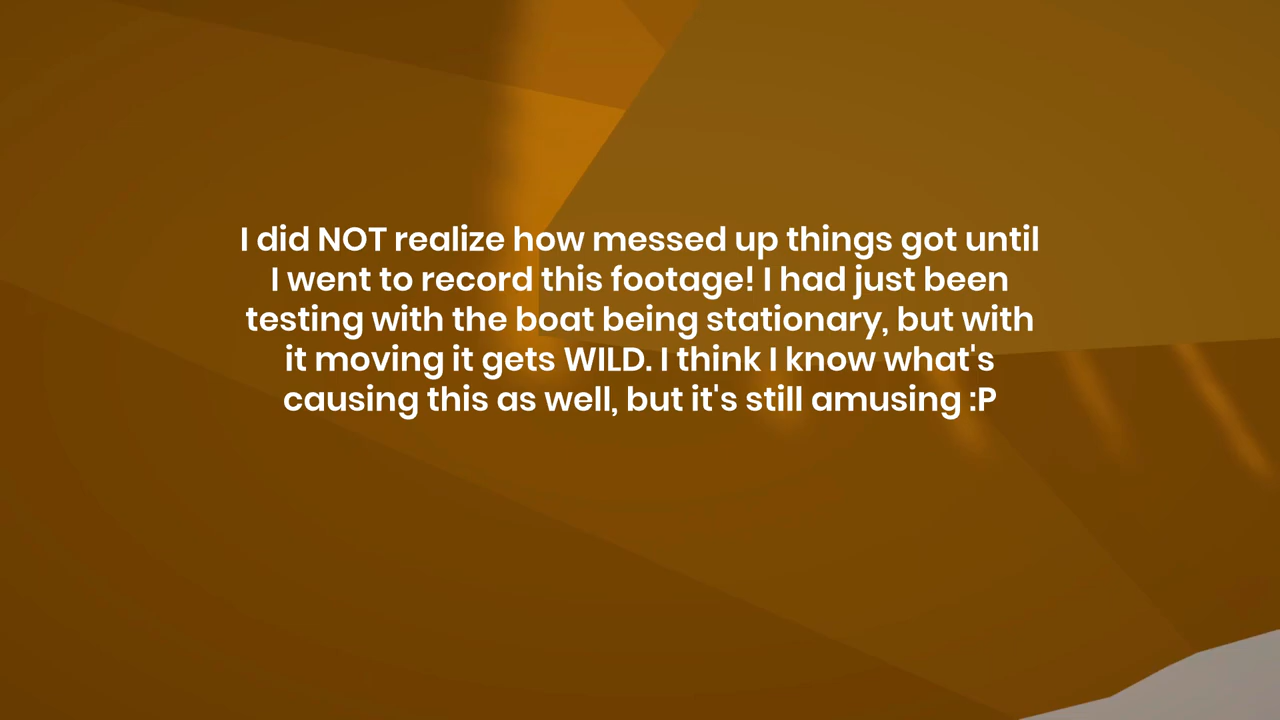 I did NOT realize how messed up things got until
I went to record this footage! I had just been
testing with the boat being stationary, but with
it moving it gets WILD. I think I know what's
causing this as well, but it's still amusing :P